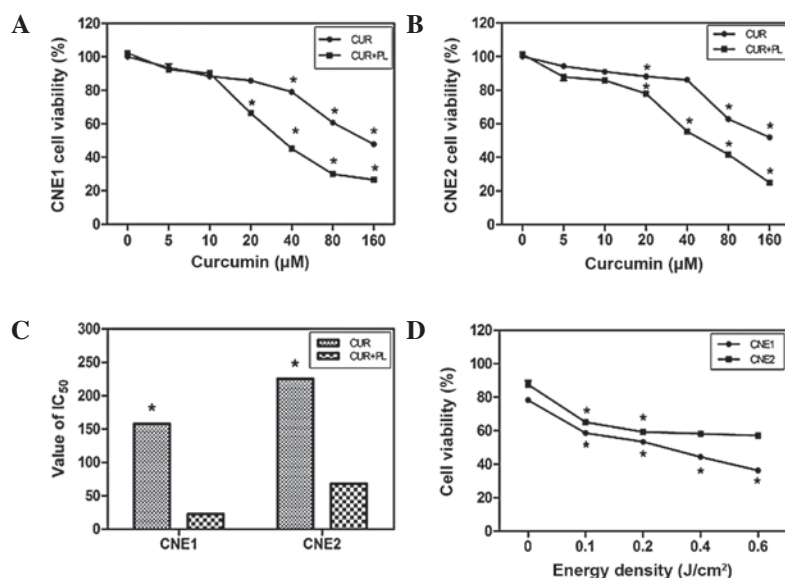 A
CNE1 cell viability (%)
120
100
80
60
40
20
0
CUR
CUR+PL
* * * * * * *
0 5 10 20 40 80 160
Curcumin (µM)
B
CNE2 cell viability (%)
120
100
80
60
40
20
0
CUR
CUR+PL
* * * * * * *
0 5 10 20 40 80 160
Curcumin (µM)
C
Value of IC50
300
250
200
150
100
50
0
CUR
CUR+PL
* *
CNE1 CNE2
D
Cell viability (%)
120
100
80
60
40
20
0
CNE1
CNE2
* * * * * *
0 0.1 0.2 0.4 0.6
Energy density (J/cm²)